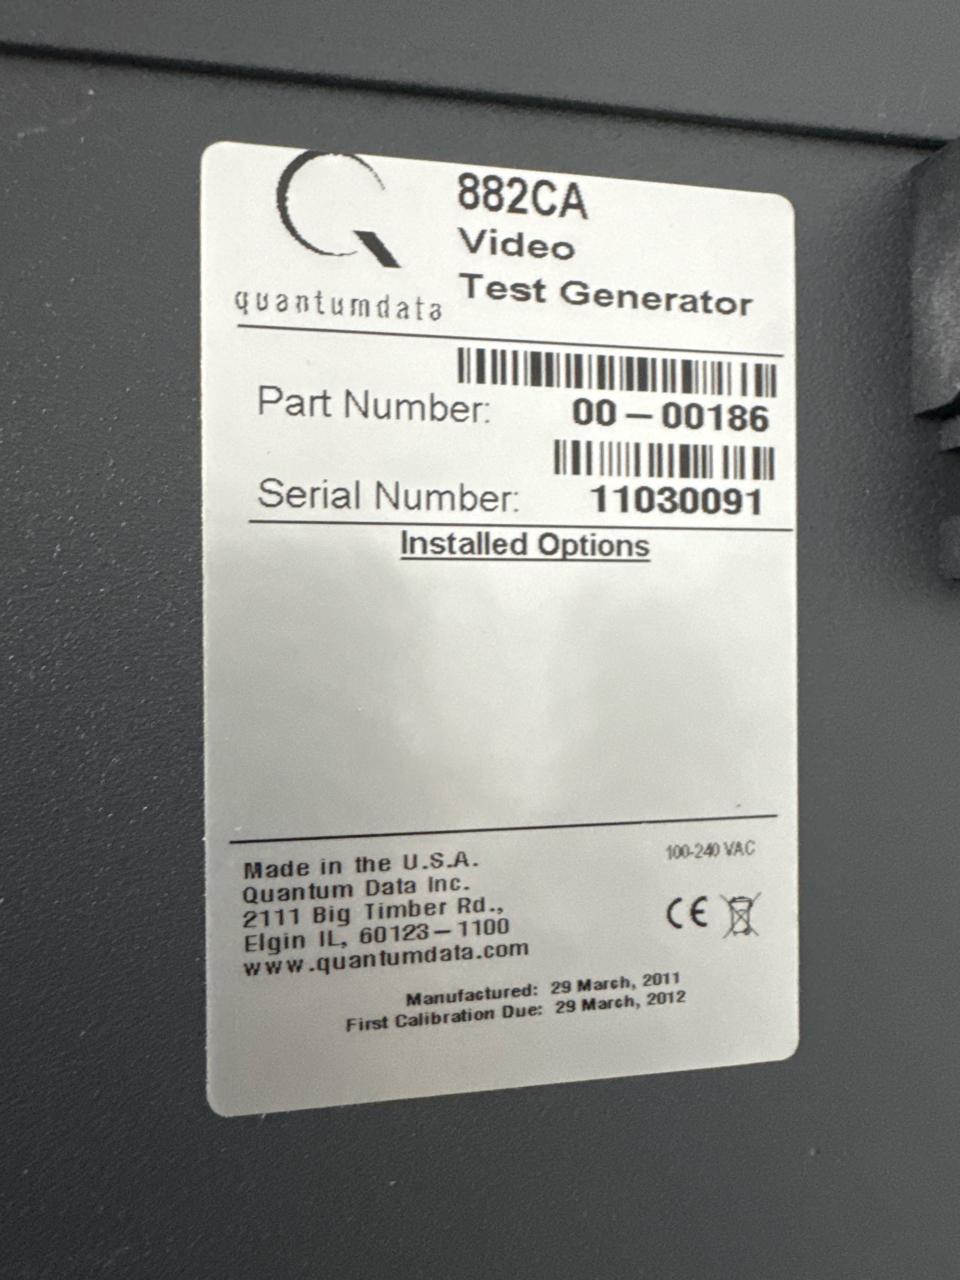 882CA
Video
Test Generator
quantumdata
Part Number: 00-00186
Serial Number: 11030091
Installed Options
Made in the U.S.A.
Quantum Data Inc.
2111 Big Timber Rd.,
Elgin IL, 60123-1100
www.quantumdata.com
100-240 VAC
CE
Manufactured: 29 March, 2011
First Calibration Due: 29 March, 2012